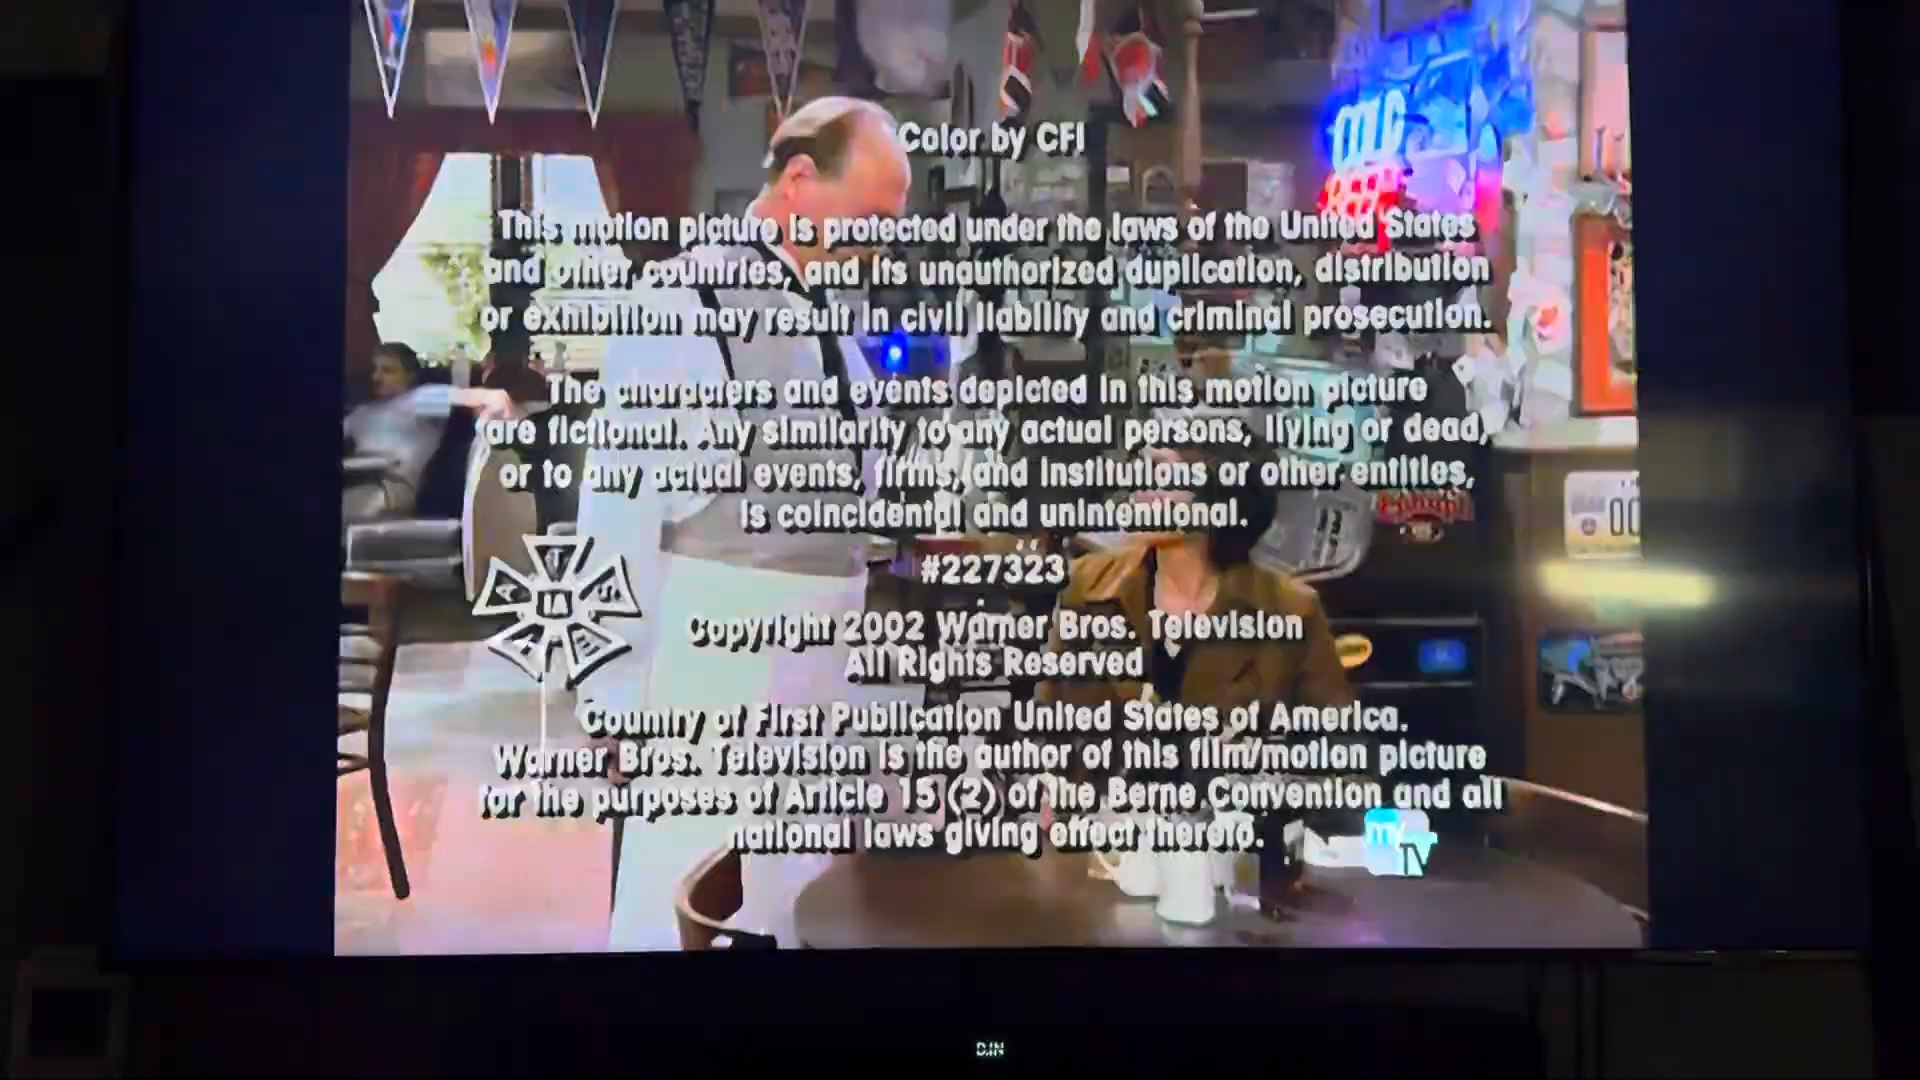 Color by CFI
This motion picture is protected under the laws of the United States
and other countries, and its unauthorized duplication, distribution
or exhibition may result in civil liability and criminal prosecution.
The characters and events depicted in this motion picture
are fictional. Any similarity to any actual persons, living or dead,
or to any actual events, firms, and institutions or other entities,
is coincidental and unintentional.
#227323
IATSE
Copyright 2002 Warner Bros. Television
All Rights Reserved
Country of First Publication United States of America.
Warner Bros. Television is the author of this film/motion picture
for the purposes of Article 15 (2) of the Berne Convention and all
national laws giving effect thereto.
COLD
BEER
my
TV
D.IN